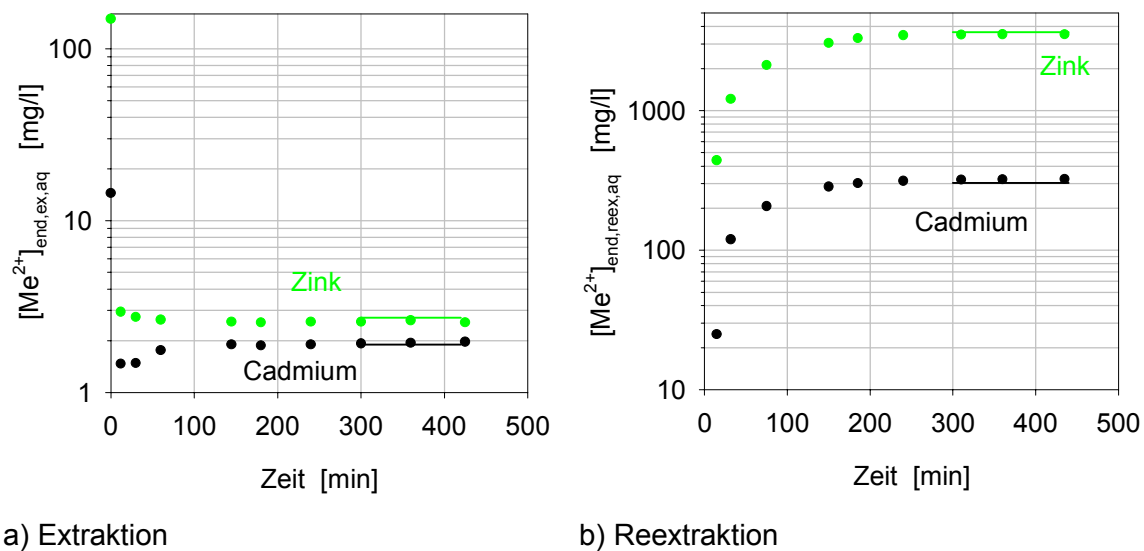 [Me²⁺]end,ex,aq [mg/l]
100
10
1
Zink
Cadmium
0 100 200 300 400 500
Zeit [min]
a) Extraktion
[Me²⁺]end,reex,aq [mg/l]
1000
100
10
Zink
Cadmium
0 100 200 300 400 500
Zeit [min]
b) Reextraktion